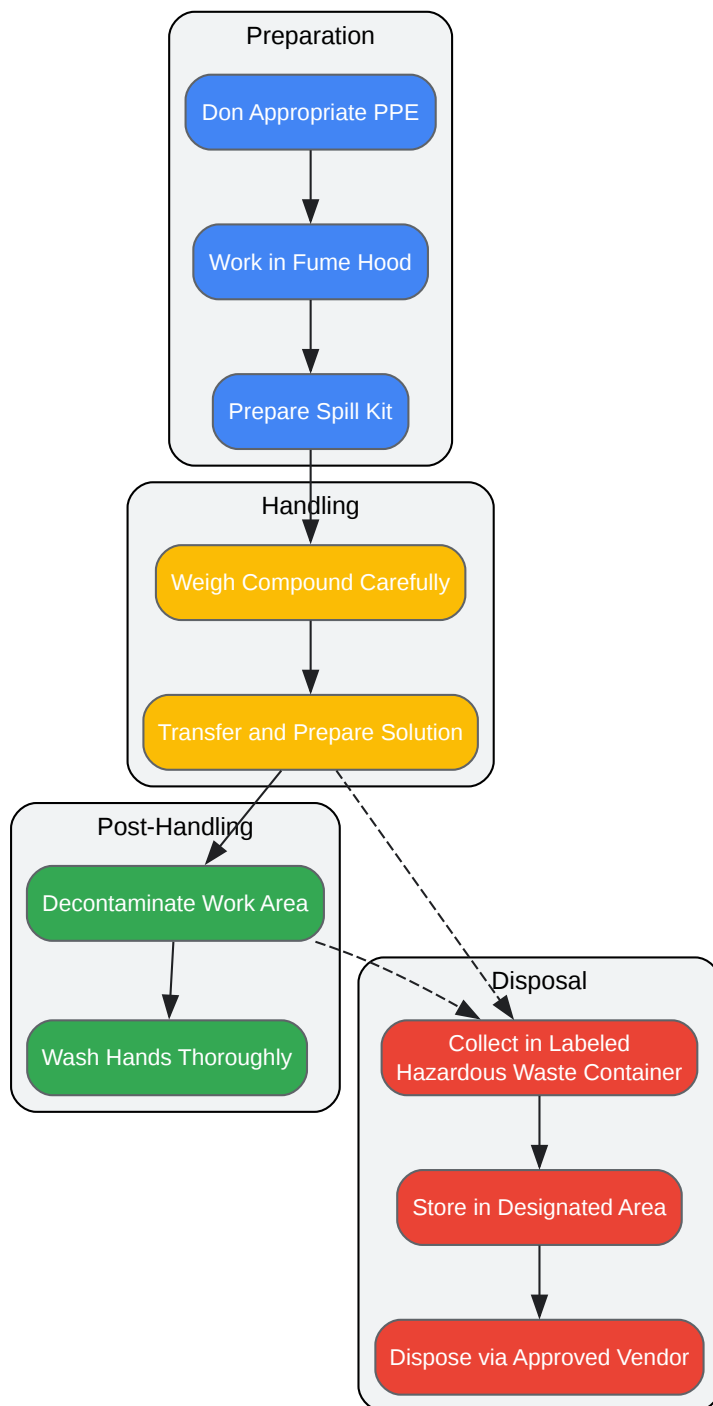 Preparation
Don Appropriate PPE
Work in Fume Hood
Prepare Spill Kit
Handling
Weigh Compound Carefully
Transfer and Prepare Solution
Post-Handling
Decontaminate Work Area
Wash Hands Thoroughly
Disposal
Collect in Labeled
Hazardous Waste Container
Store in Designated Area
Dispose via Approved Vendor